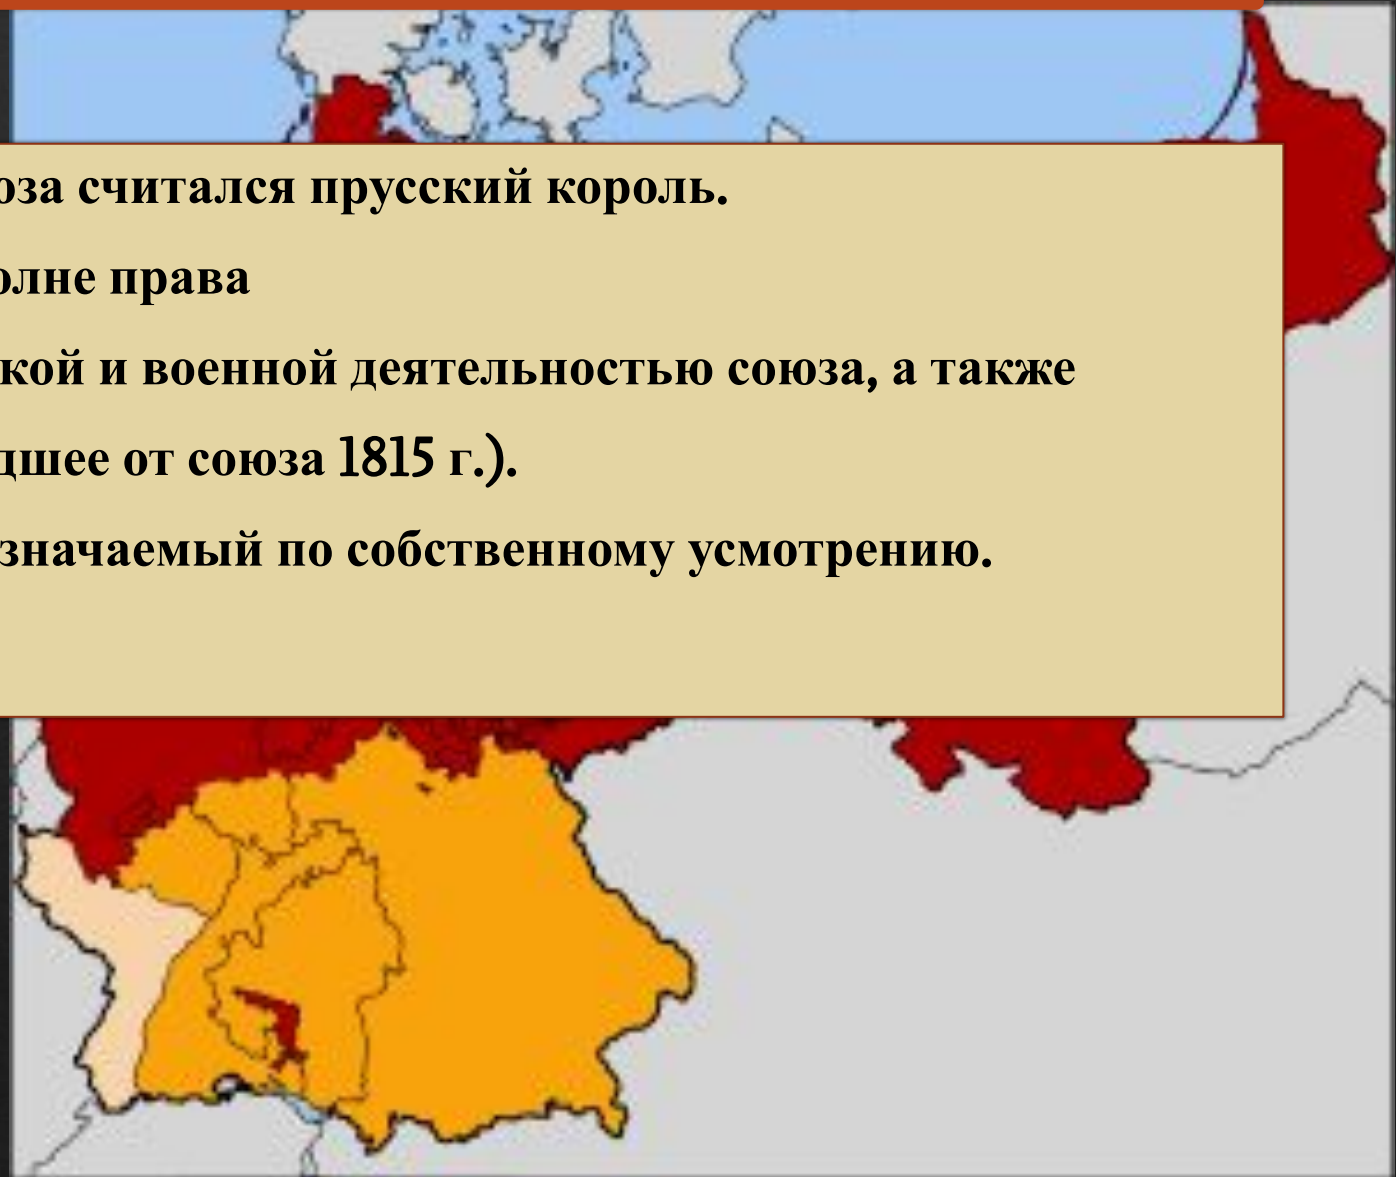 оза считался прусский король.
олне права
кой и военной деятельностью союза, а также
дшее от союза 1815 г.).
значаемый по собственному усмотрению.